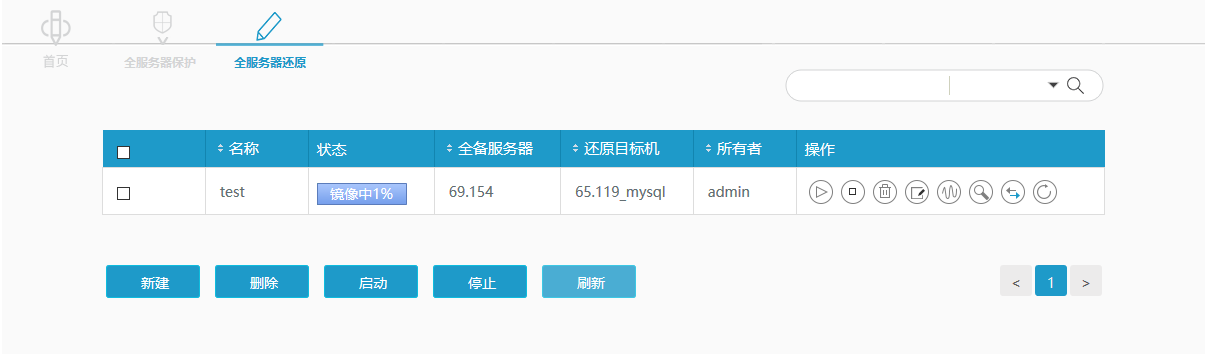 首页
全服务器保护
全服务器还原
名称 状态 全备服务器 还原目标机 所有者 操作
test 镜像中1% 69.154 65.119_mysql admin
新建 删除 启动 停止 刷新 < 1 >